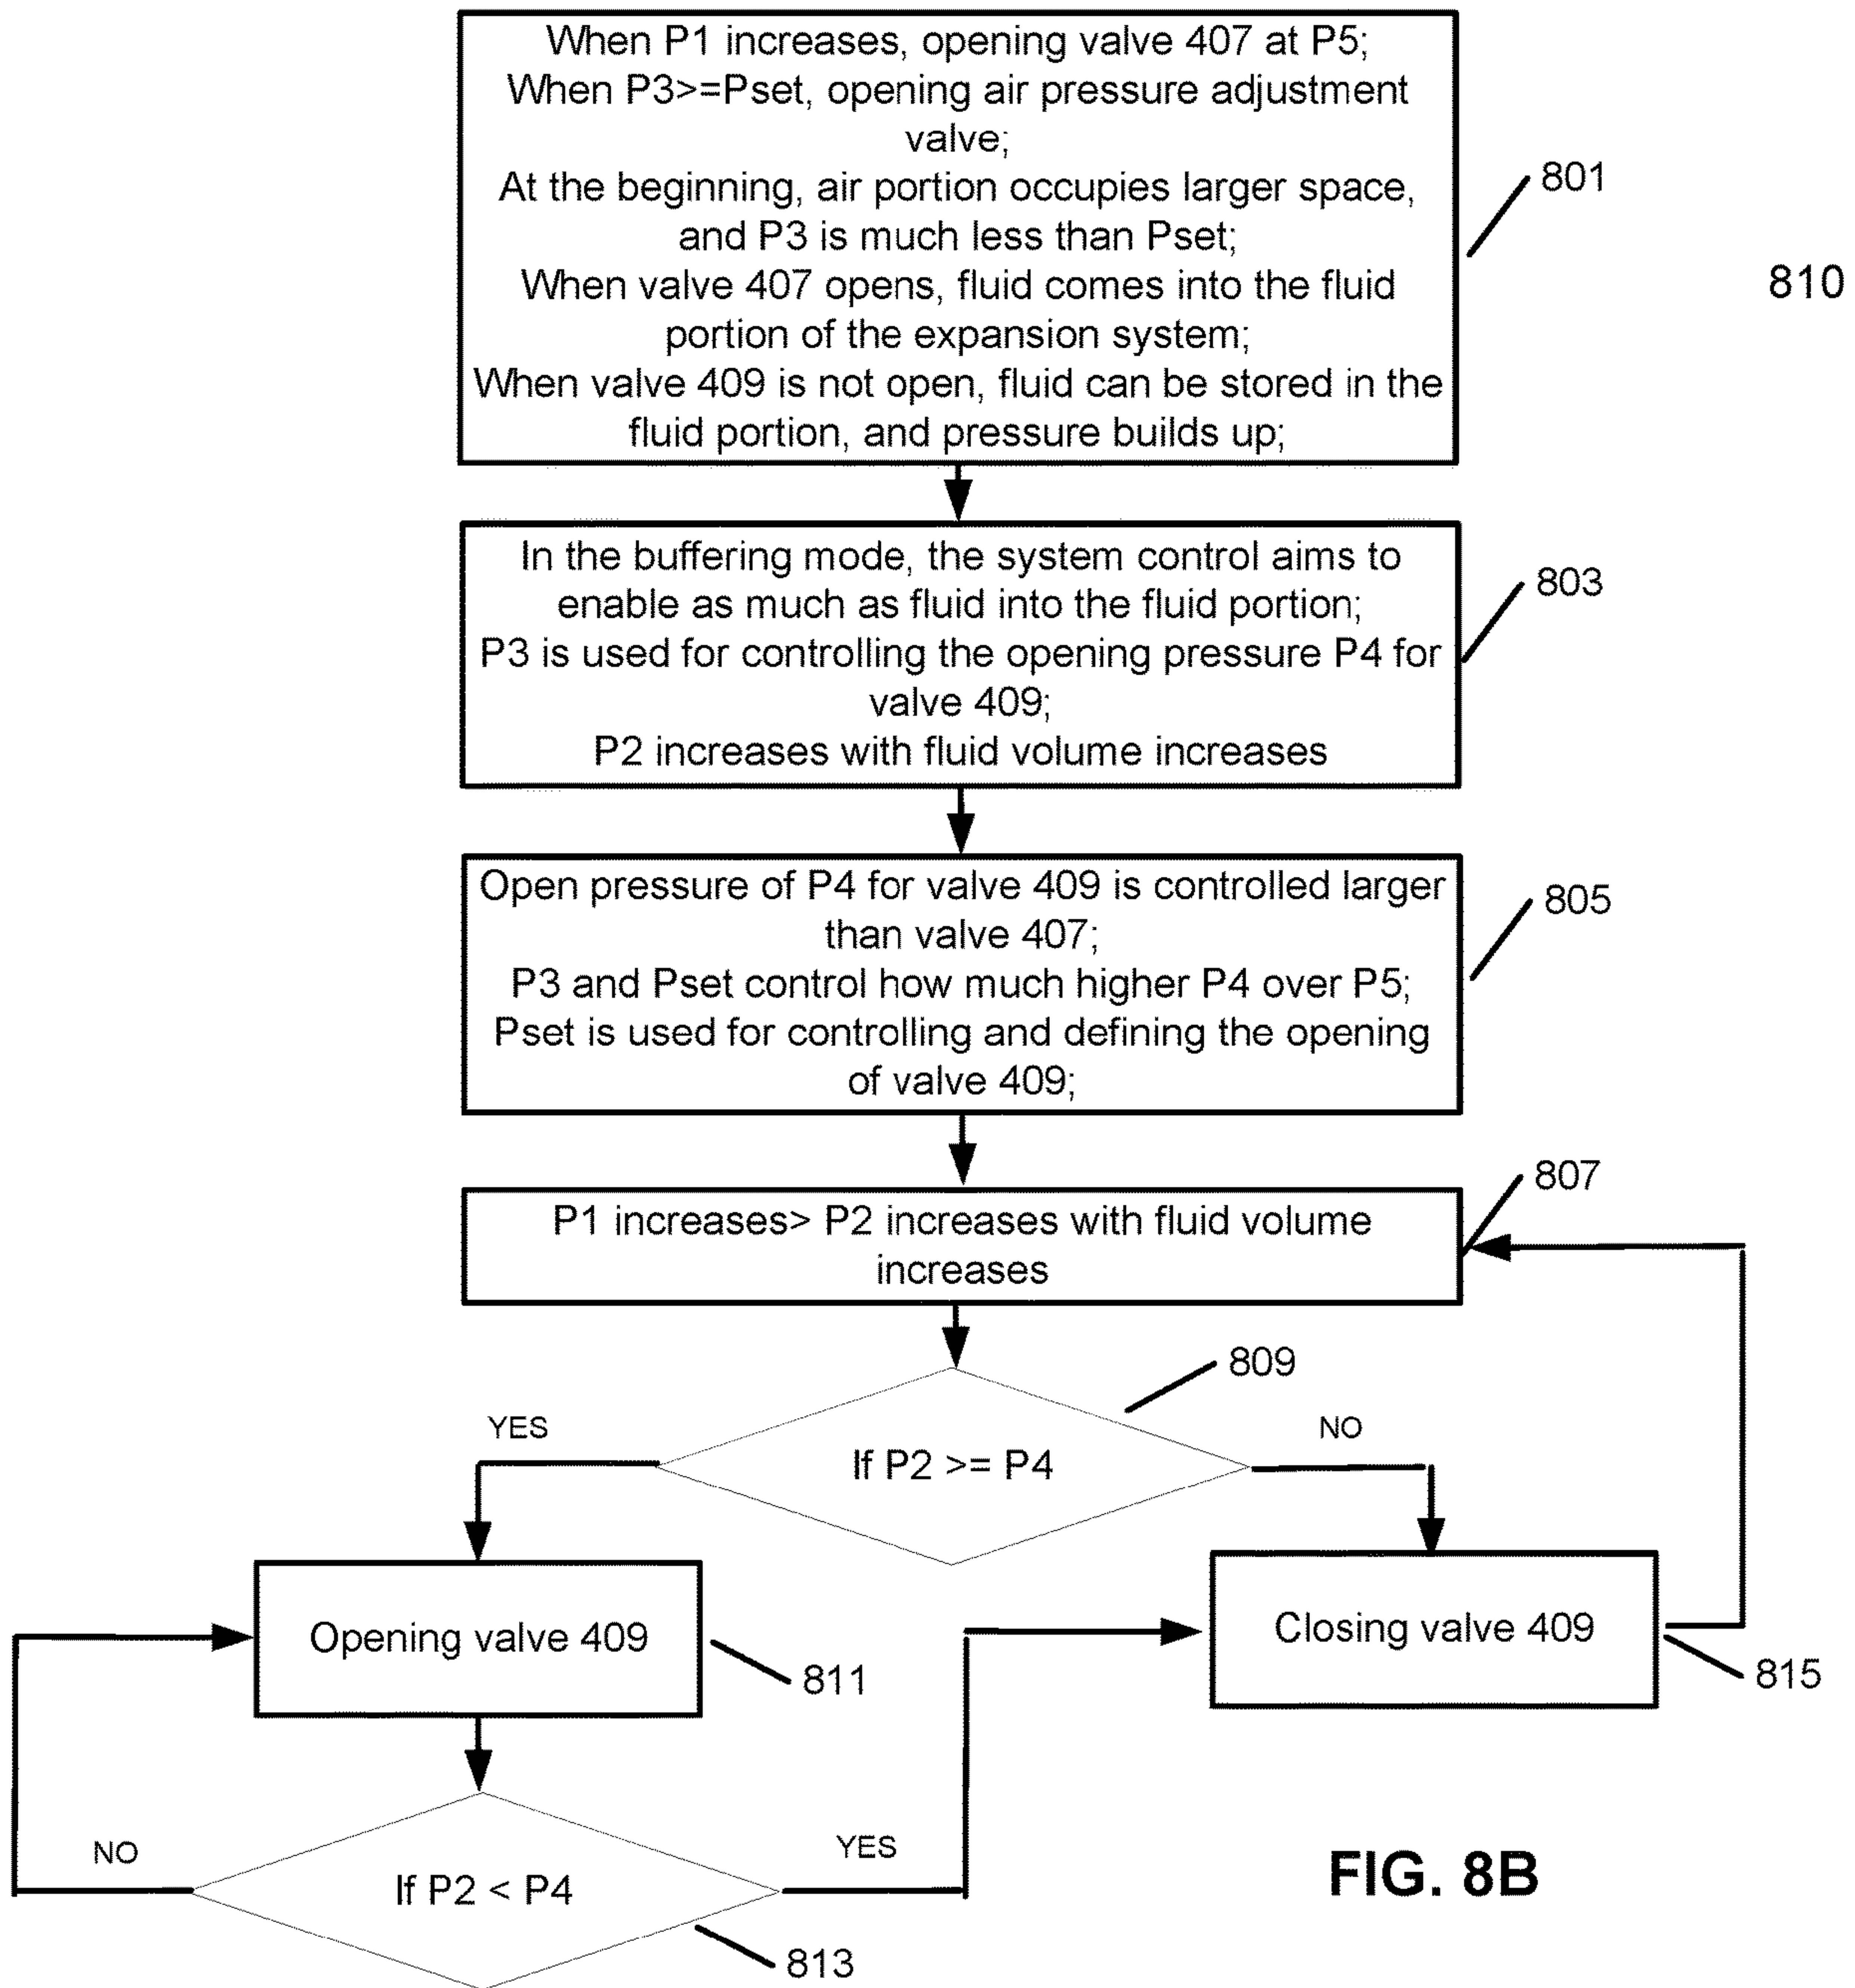 When P1 increases, opening valve 407 at P5;
When P3>=Pset, opening air pressure adjustment
valve;
At the beginning, air portion occupies larger space,
and P3 is much less than Pset;
When valve 407 opens, fluid comes into the fluid
portion of the expansion system;
When valve 409 is not open, fluid can be stored in the
fluid portion, and pressure builds up;
801
810
In the buffering mode, the system control aims to
enable as much as fluid into the fluid portion;
P3 is used for controlling the opening pressure P4 for
valve 409;
P2 increases with fluid volume increases
803
Open pressure of P4 for valve 409 is controlled larger
than valve 407;
P3 and Pset control how much higher P4 over P5;
Pset is used for controlling and defining the opening
of valve 409;
805
P1 increases> P2 increases with fluid volume
increases
807
809
YES
NO
If P2 >= P4
Opening valve 409
811
Closing valve 409
815
NO
YES
If P2 < P4
813
FIG. 8B